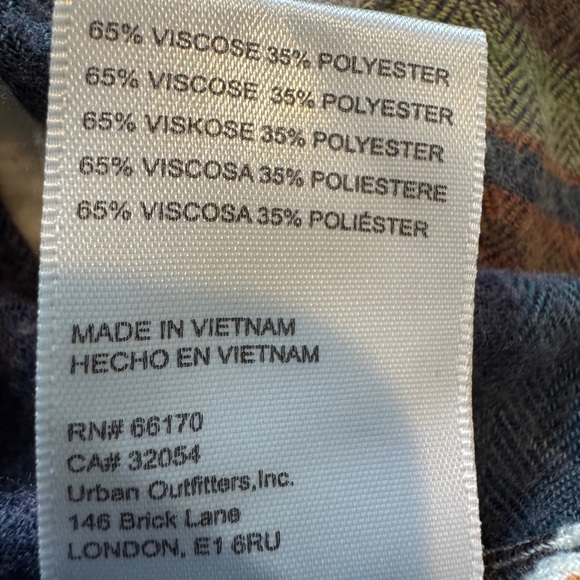 65% VISCOSE 35% POLYESTER
65% VISCOSE 35% POLYESTER
65% VISKOSE 35% POLYESTER
65% VISCOSA 35% POLIESTERE
65% VISCOSA 35% POLIÉSTER
MADE IN VIETNAM
HECHO EN VIETNAM
RN# 66170
CA# 32054
Urban Outfitters,Inc.
146 Brick Lane
LONDON, E1 6RU